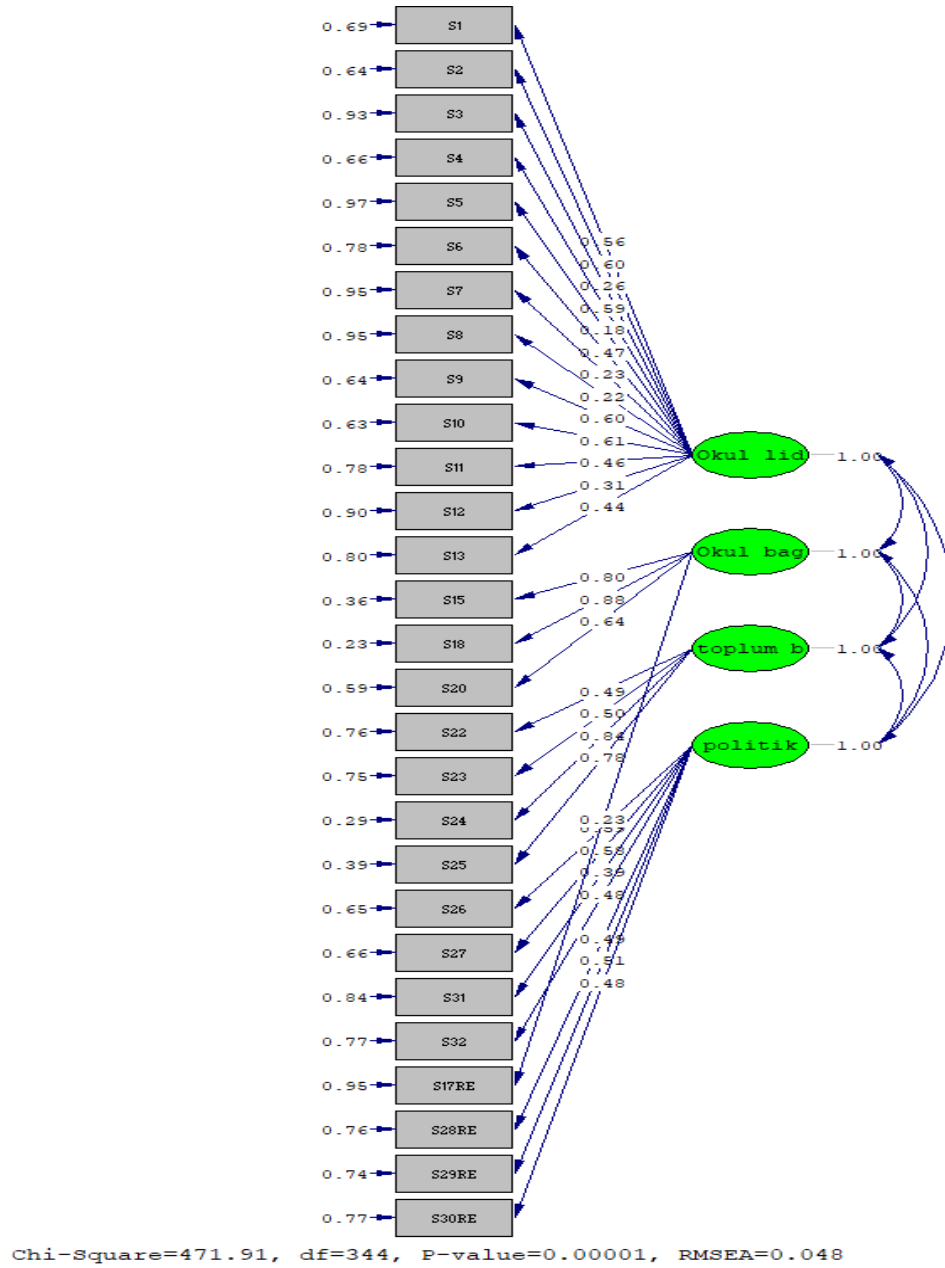 0.69 S1
0.64 S2
0.93 S3
0.66 S4
0.97 S5
0.78 S6
0.95 S7
0.95 S8
0.64 S9
0.63 S10
0.78 S11
0.90 S12
0.80 S13
0.36 S15
0.23 S18
0.59 S20
0.76 S22
0.75 S23
0.29 S24
0.39 S25
0.65 S26
0.66 S27
0.84 S31
0.77 S32
0.95 S17RE
0.76 S28RE
0.74 S29RE
0.77 S30RE
0.56
0.60
0.26
0.59
0.18
0.47
0.23
0.22
0.60
0.61
0.46
0.31
0.44
0.80
0.88
0.64
0.49
0.50
0.84
0.78
0.23
0.58
0.39
0.48
0.49
0.51
0.48
Okul lid 1.00
Okul bag 1.00
toplum b 1.00
politik 1.00
Chi-Square=471.91, df=344, P-value=0.00001, RMSEA=0.048